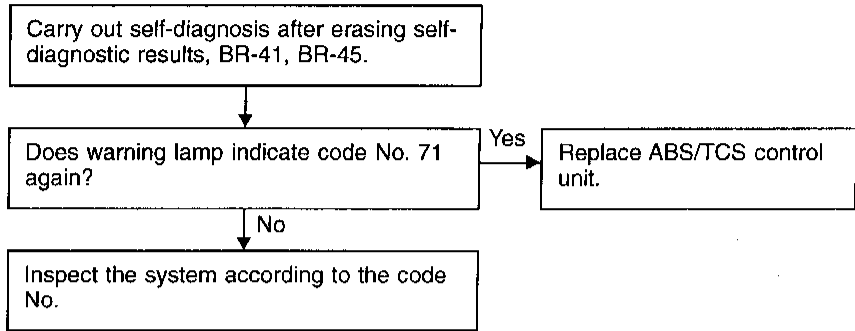 Carry out self-diagnosis after erasing self-
diagnostic results, BR-41, BR-45.
Does warning lamp indicate code No. 71
again?
Yes
Replace ABS/TCS control
unit.
No
Inspect the system according to the code
No.